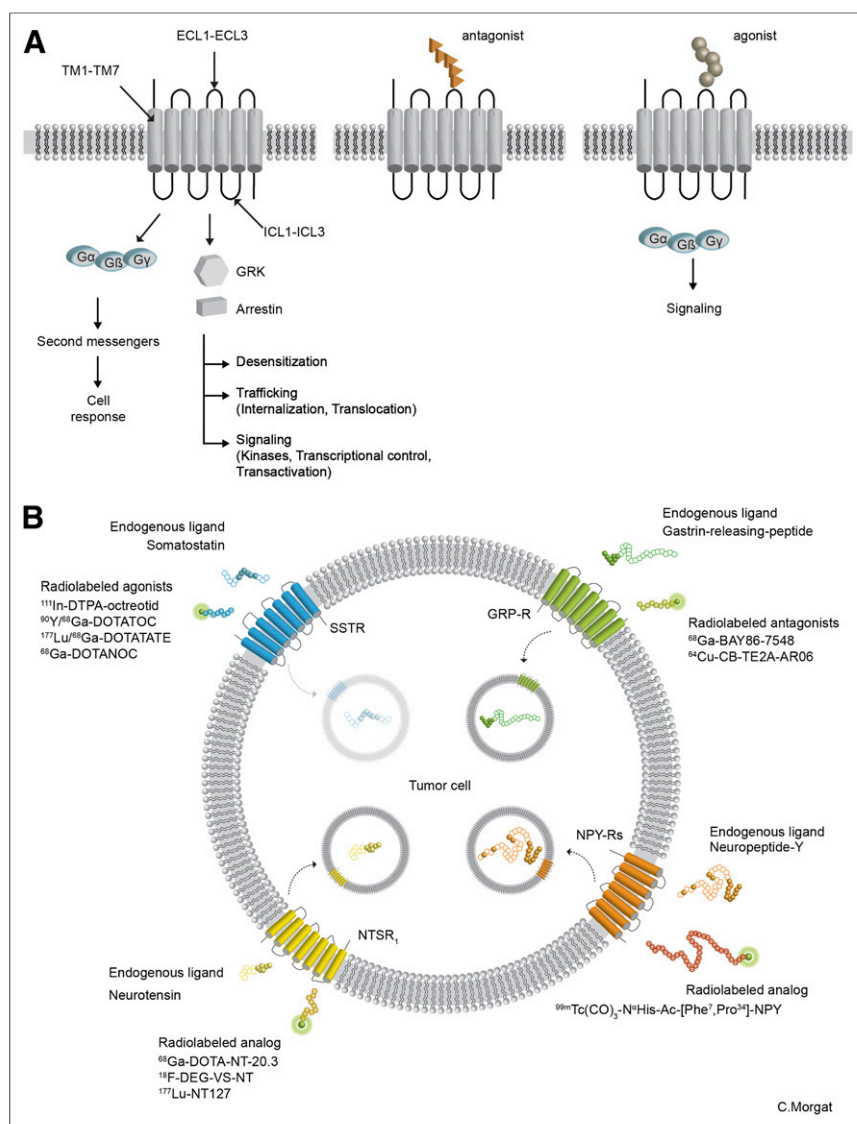 A
ECL1-ECL3
TM1-TM7
ICL1-ICL3
Gα Gß Gγ
GRK
Arrestin
Second messengers
Cell
response
Desensitization
Trafficking
(Internalization, Translocation)
Signaling
(Kinases, Transcriptional control,
Transactivation)
antagonist
agonist
Gα Gß Gγ
Signaling
B
Endogenous ligand
Somatostatin
Radiolabeled agonists
¹¹¹In-DTPA-octreotid
⁹⁰Y/⁶⁸Ga-DOTATOC
¹⁷⁷Lu/⁶⁸Ga-DOTATATE
⁶⁸Ga-DOTANOC
SSTR
Endogenous ligand
Gastrin-releasing-peptide
GRP-R
Radiolabeled antagonists
⁶⁸Ga-BAY86-7548
⁶⁴Cu-CB-TE2A-AR06
Tumor cell
NPY-Rs
Endogenous ligand
Neuropeptide-Y
Radiolabeled analog
⁹⁹ᵐTc(CO)₃-NᵅHis-Ac-[Phe⁷,Pro³⁴]-NPY
NTSR₁
Endogenous ligand
Neurotensin
Radiolabeled analog
⁶⁸Ga-DOTA-NT-20.3
¹⁸F-DEG-VS-NT
¹⁷⁷Lu-NT127
C.Morgat